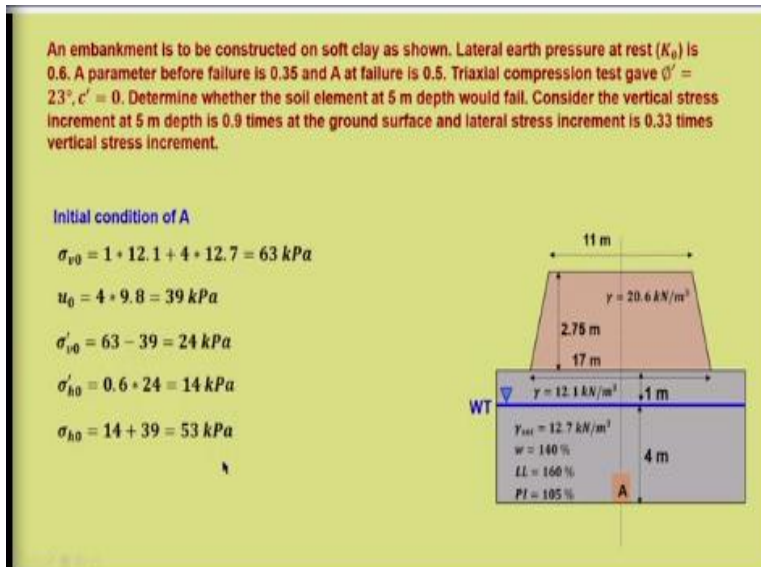 An embankment is to be constructed on soft clay as shown. Lateral earth pressure at rest (K₀) is
0.6. A parameter before failure is 0.35 and A at failure is 0.5. Triaxial compression test gave Ø′ =
23°, c′ = 0. Determine whether the soil element at 5 m depth would fail. Consider the vertical stress
increment at 5 m depth is 0.9 times at the ground surface and lateral stress increment is 0.33 times
vertical stress increment.
Initial condition of A
σv0 = 1 * 12.1 + 4 * 12.7 = 63 kPa
u0 = 4 * 9.8 = 39 kPa
σ′v0 = 63 − 39 = 24 kPa
σ′h0 = 0.6 * 24 = 14 kPa
σh0 = 14 + 39 = 53 kPa
11 m
γ = 20.6 kN/m³
2.75 m
17 m
γ = 12.1 kN/m³
1 m
WT
γsat = 12.7 kN/m³
w = 140 %
4 m
LL = 160 %
PI = 105 %
A